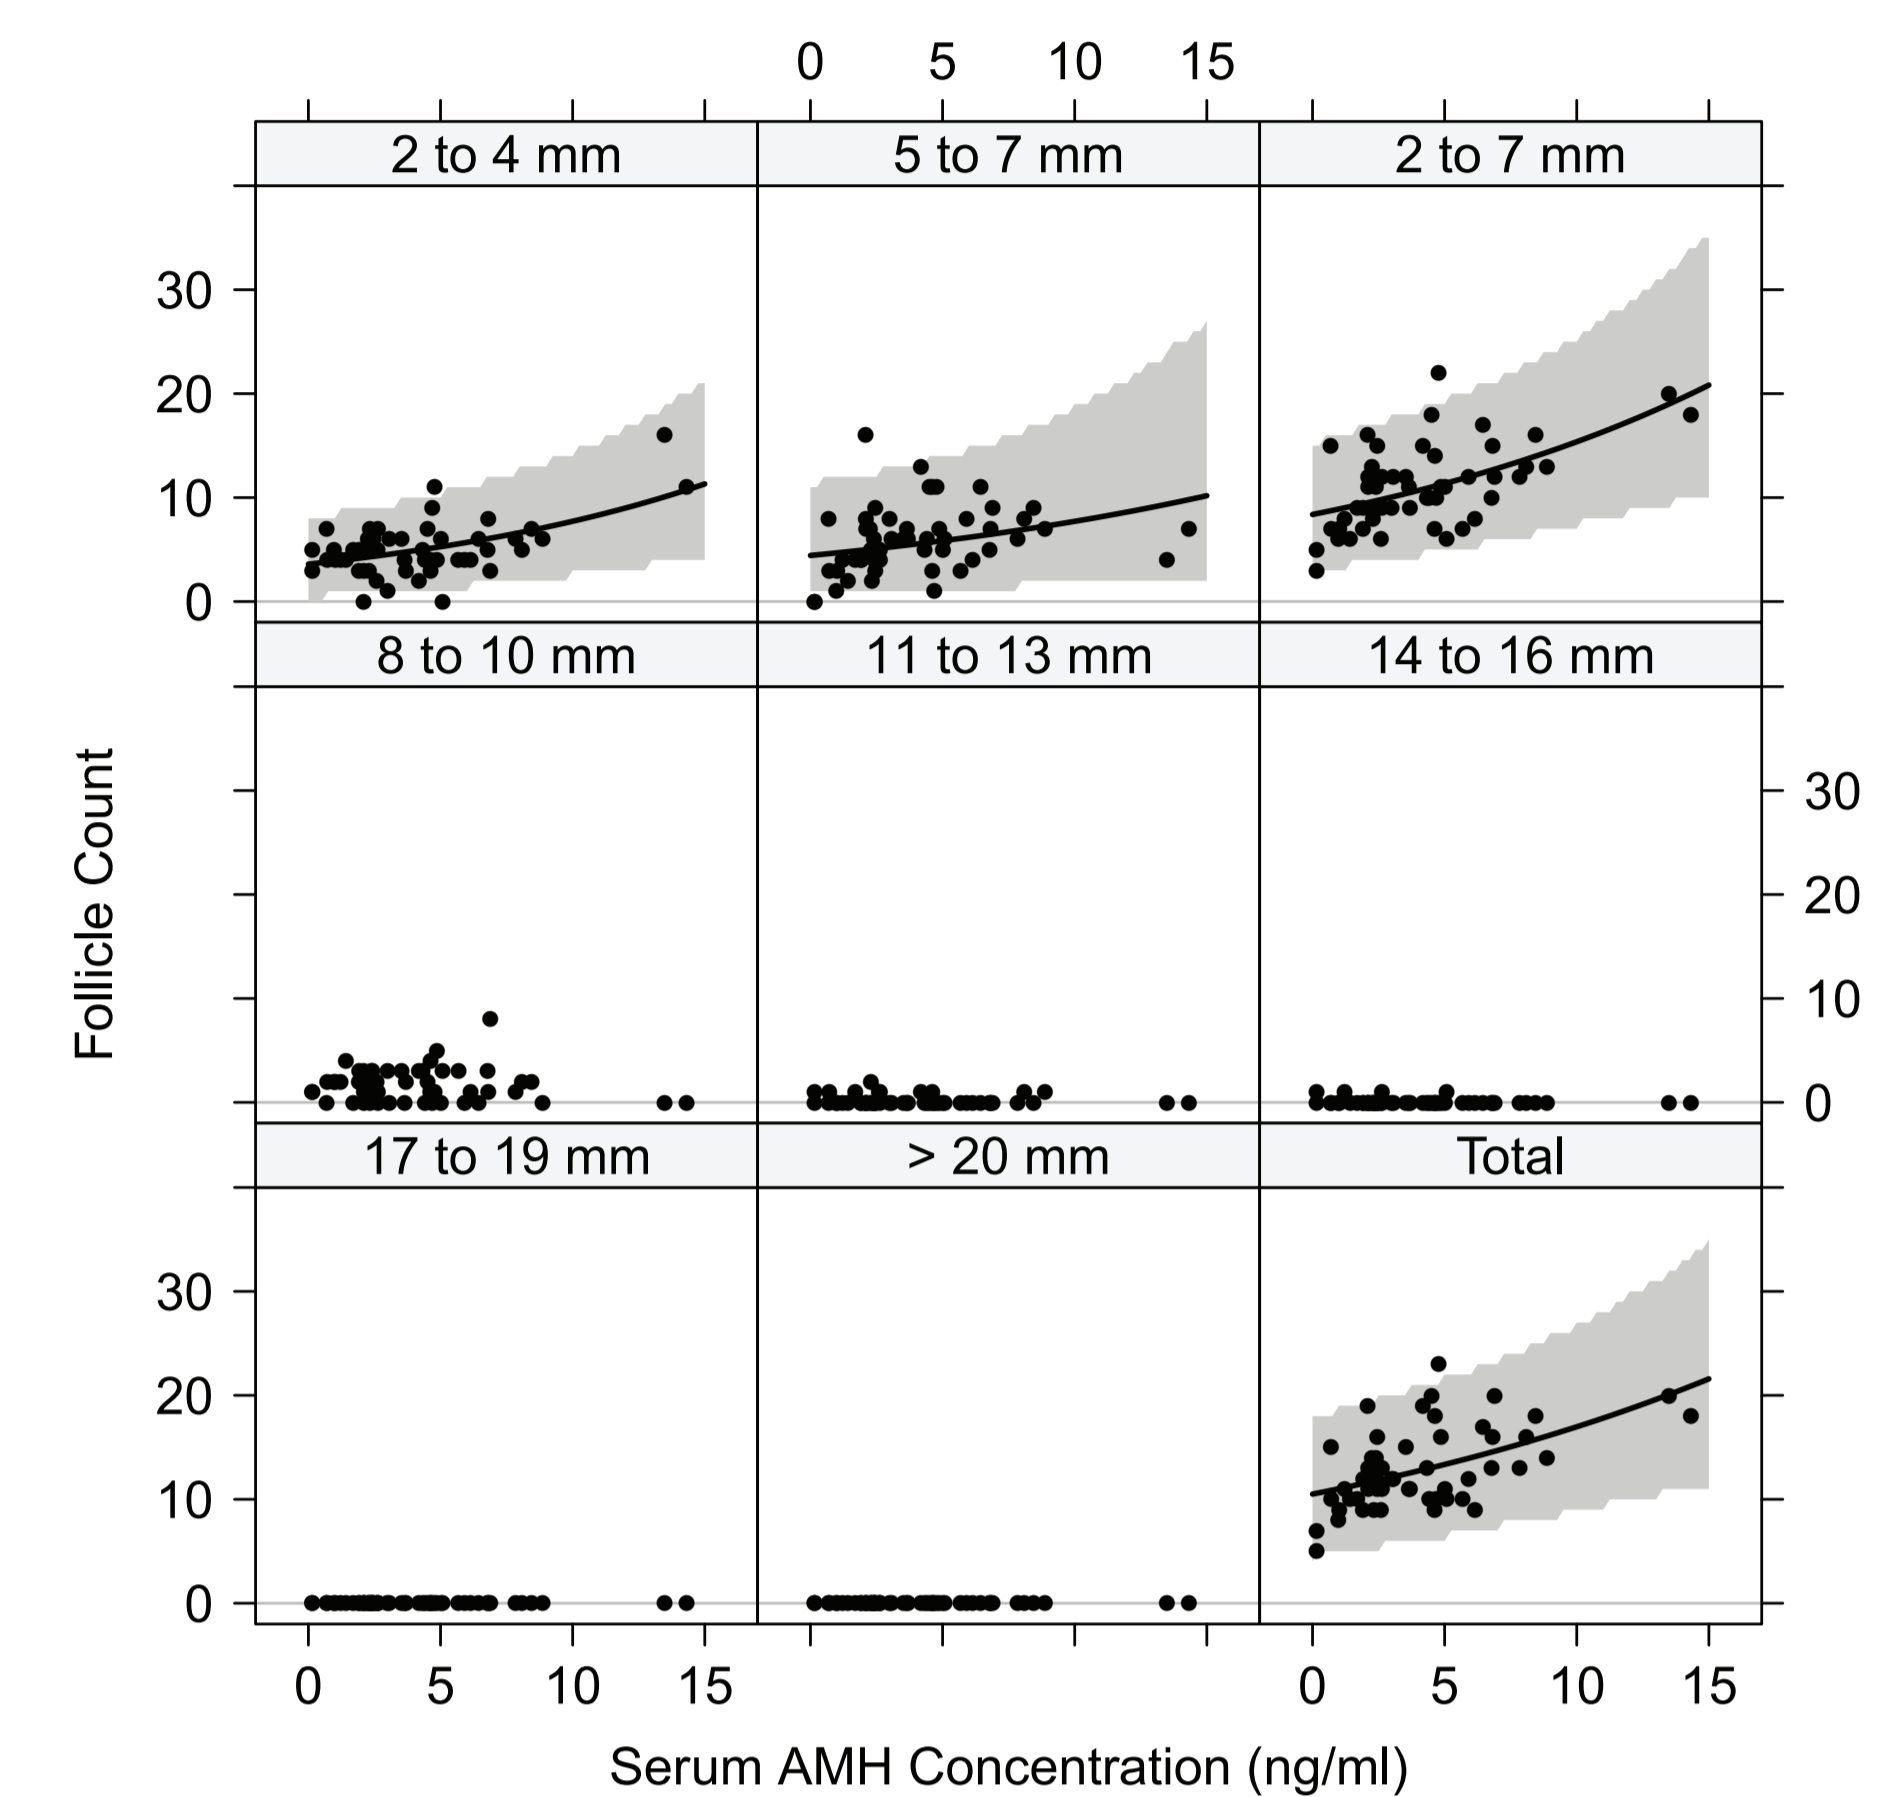 0 5 10 15
2 to 4 mm 5 to 7 mm 2 to 7 mm
30
20
10
0
8 to 10 mm 11 to 13 mm 14 to 16 mm
Follicle Count
30
20
10
0
17 to 19 mm > 20 mm Total
30
20
10
0
0 5 10 15 0 5 10 15
Serum AMH Concentration (ng/ml)